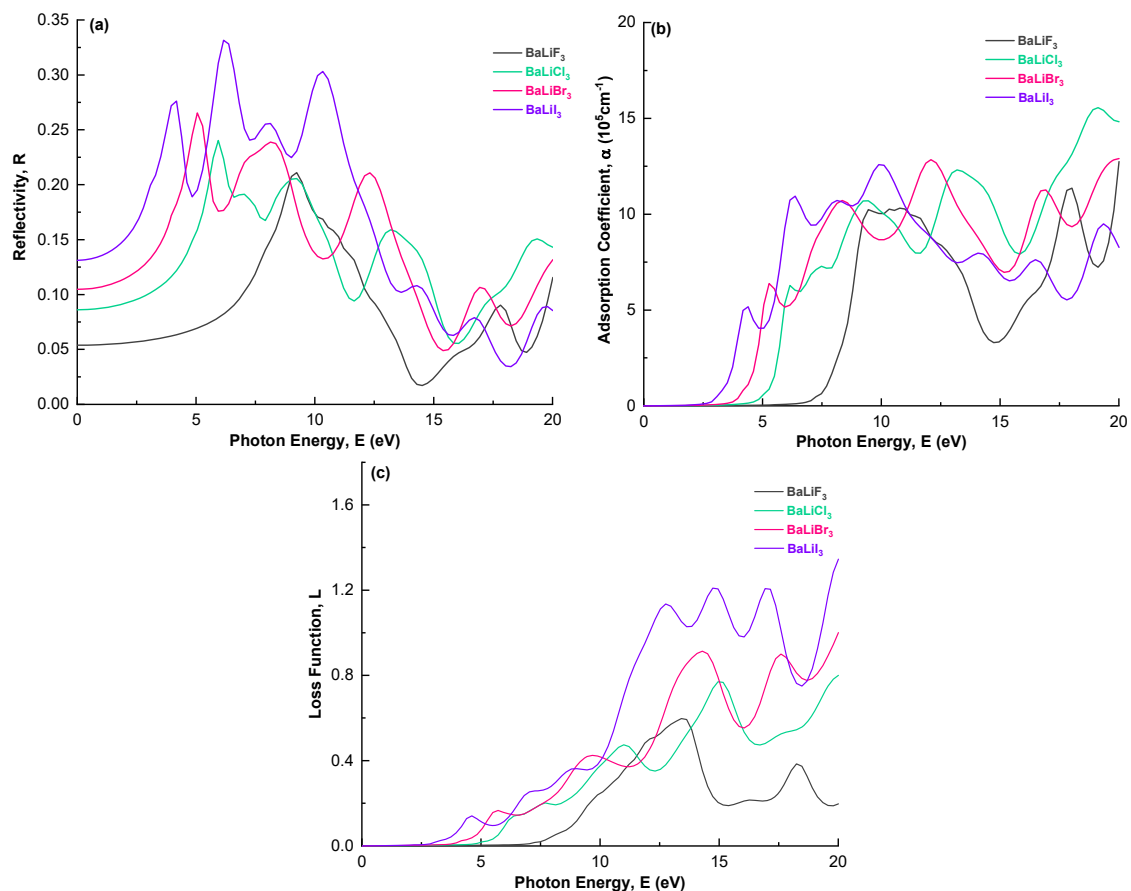 (a)
BaLiF3
BaLiCl3
BaLiBr3
BaLiI3
Reflectivity, R
0.35
0.30
0.25
0.20
0.15
0.10
0.05
0.00
0
5
10
15
20
Photon Energy, E (eV)
(b)
BaLiF3
BaLiCl3
BaLiBr3
BaLiI3
Adsorption Coefficient, α (10^5cm^-1)
20
15
10
5
0
0
5
10
15
20
Photon Energy, E (eV)
(c)
BaLiF3
BaLiCl3
BaLiBr3
BaLiI3
Loss Function, L
1.6
1.2
0.8
0.4
0.0
0
5
10
15
20
Photon Energy, E (eV)